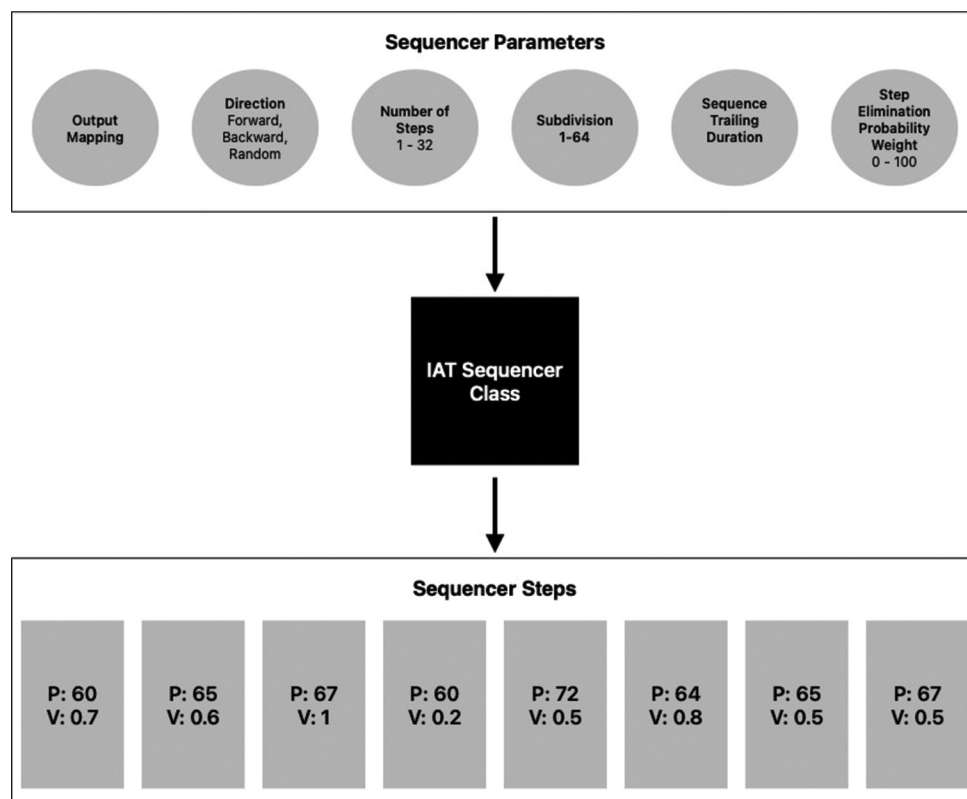 Sequencer Parameters
Output
Mapping
Direction
Forward,
Backward,
Random
Number of
Steps
1 - 32
Subdivision
1-64
Sequence
Trailing
Duration
Step
Elimination
Probability
Weight
0 - 100
IAT Sequencer
Class
Sequencer Steps
P: 60
V: 0.7
P: 65
V: 0.6
P: 67
V: 1
P: 60
V: 0.2
P: 72
V: 0.5
P: 64
V: 0.8
P: 65
V: 0.5
P: 67
V: 0.5